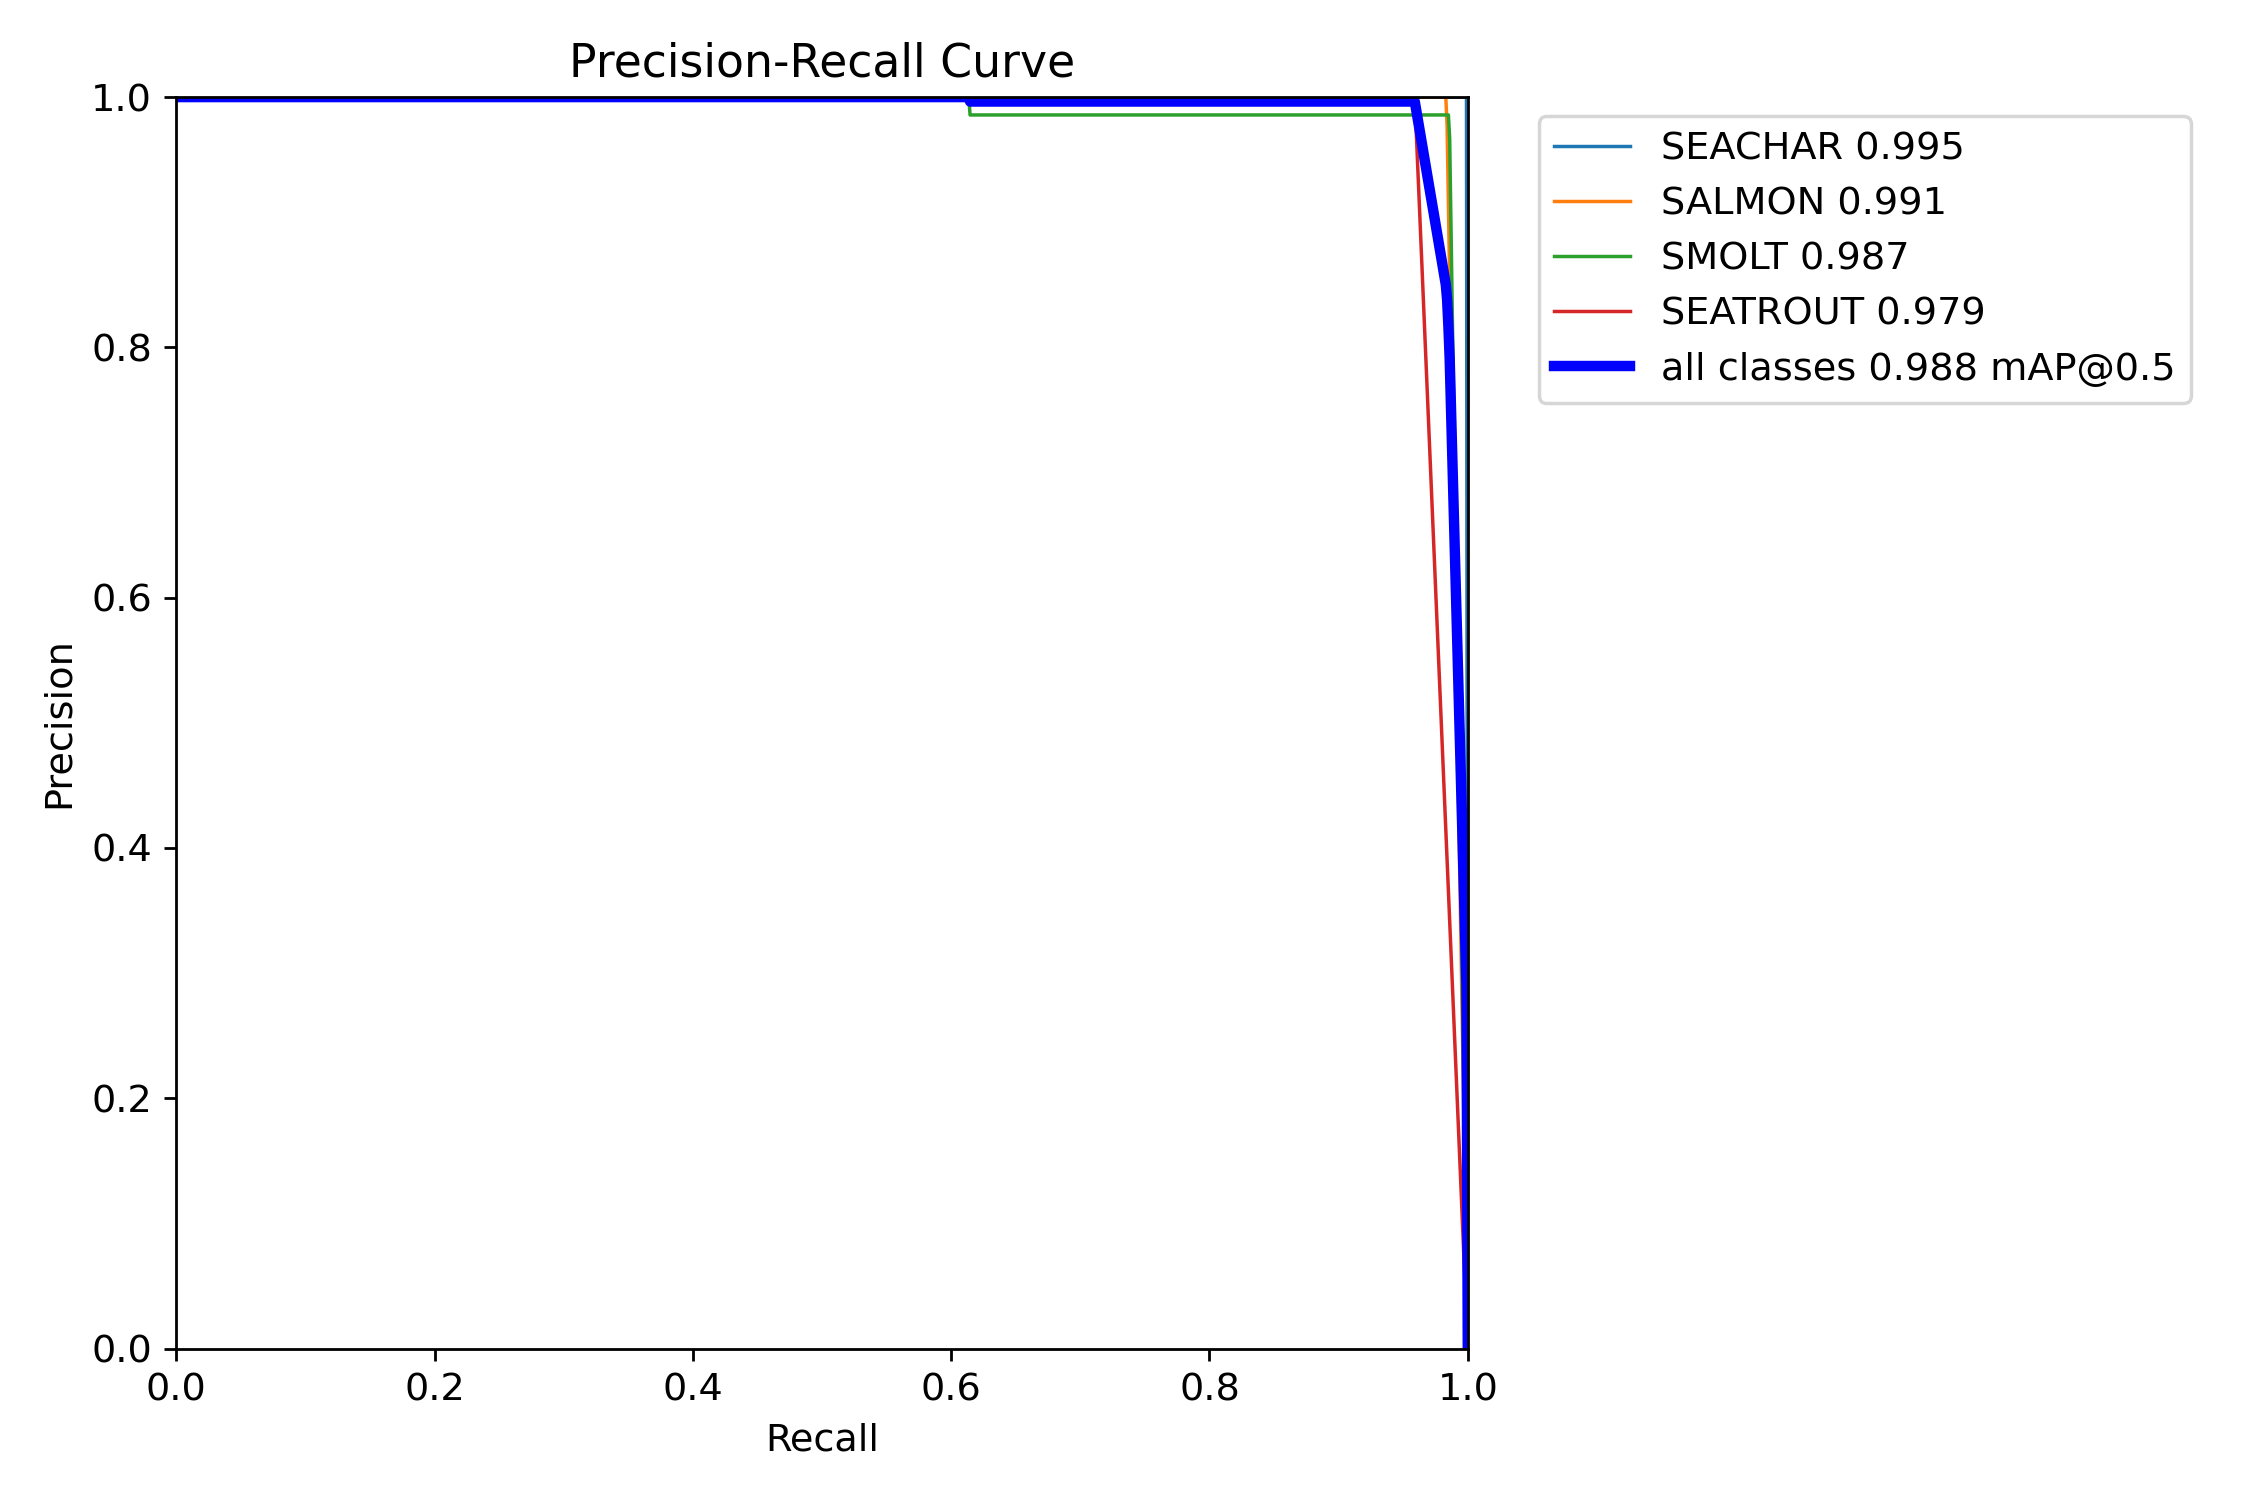 Precision-Recall Curve
1.0
0.8
0.6
0.4
0.2
0.0
Precision
0.0 0.2 0.4 0.6 0.8 1.0
Recall
SEACHAR 0.995
SALMON 0.991
SMOLT 0.987
SEATROUT 0.979
all classes 0.988 mAP@0.5